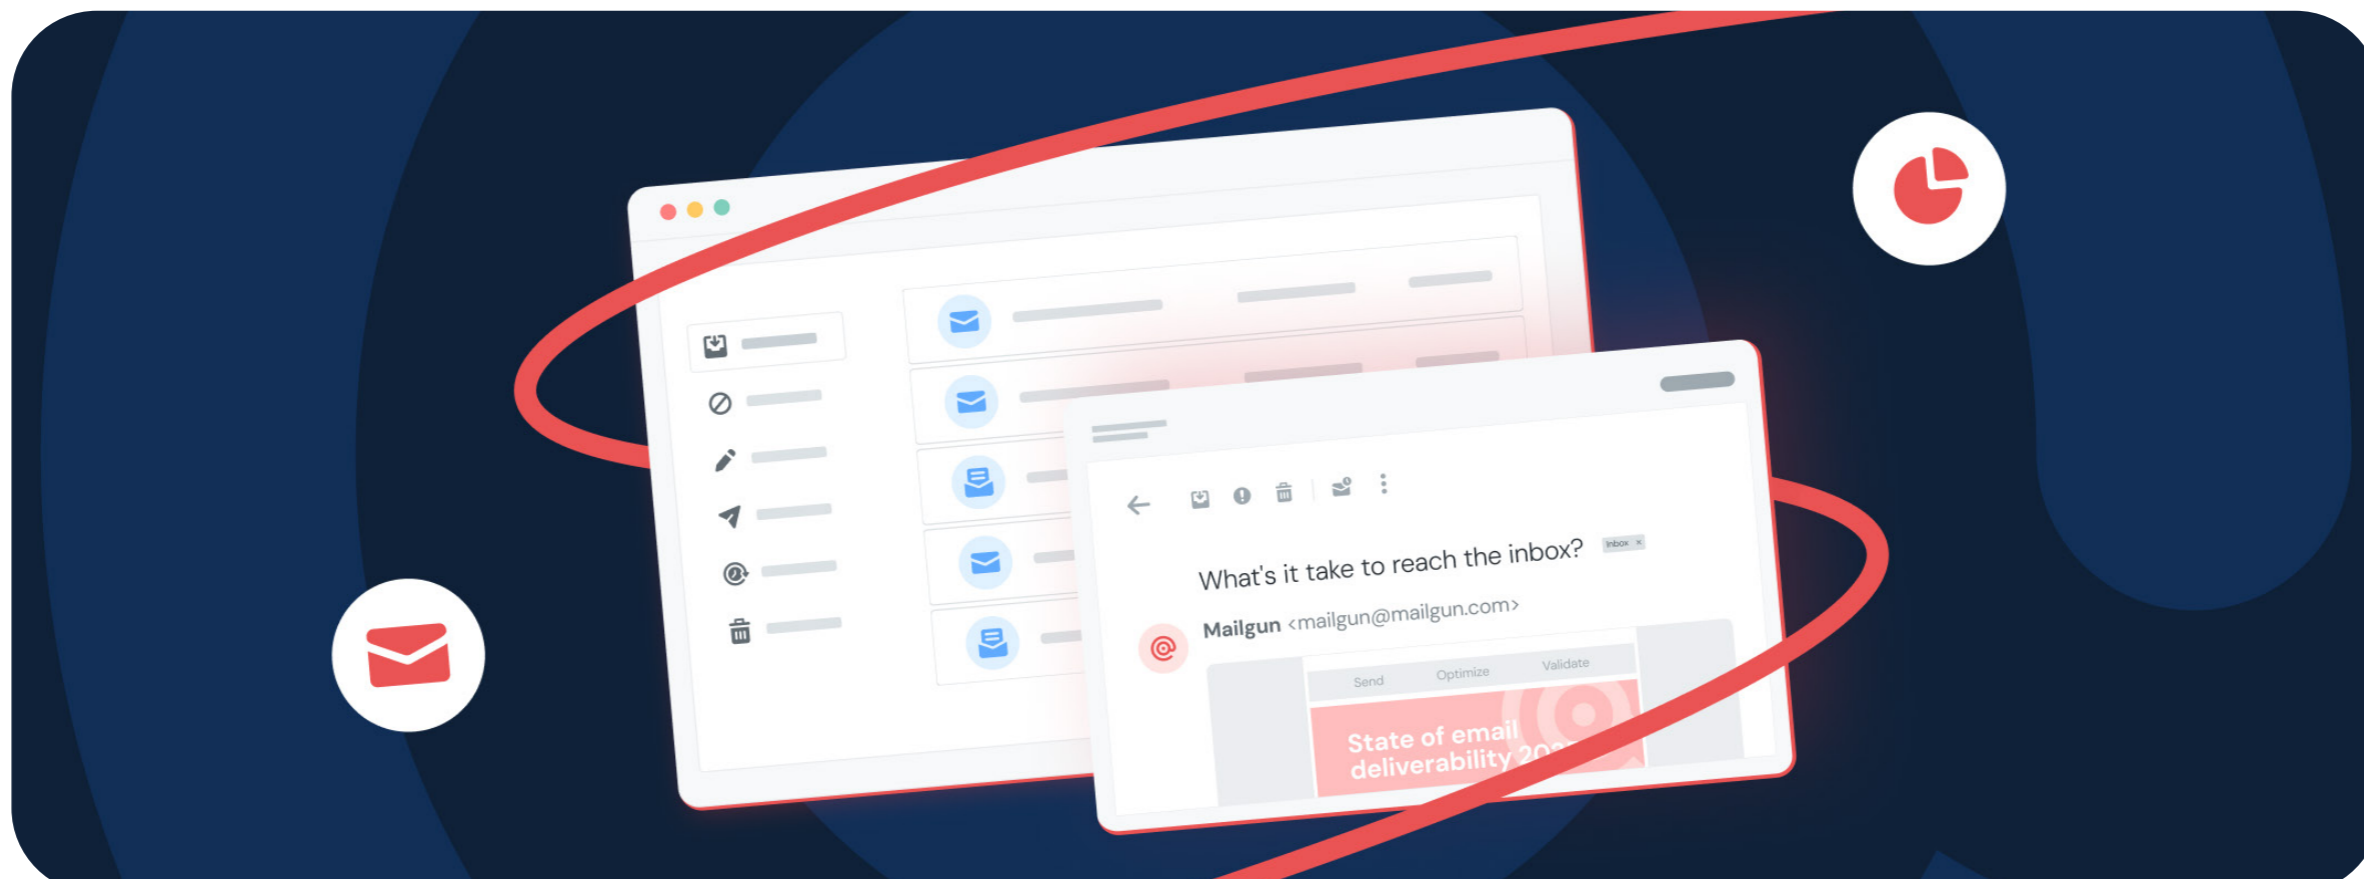 What's it take to reach the inbox? Inbox ×
Mailgun <mailgun@mailgun.com>
Send Optimize Validate
State of email
deliverability